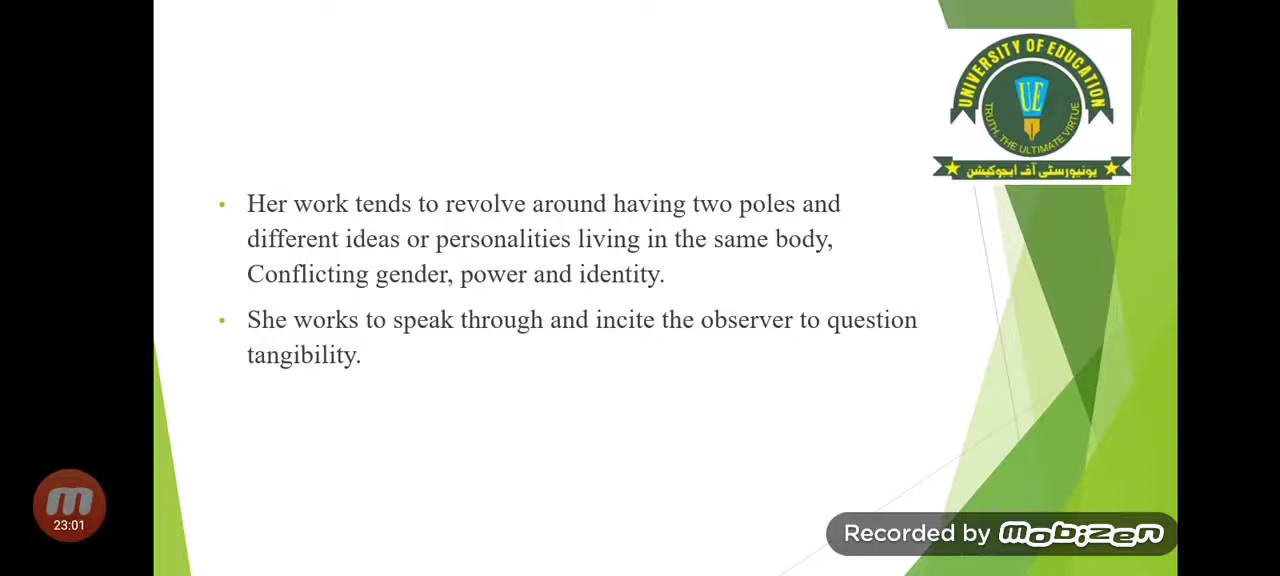 UNIVERSITY OF EDUCATION
UE
TRUTH, THE ULTIMATE VIRTUE
یونیورسٹی آف ایجوکیشن
• Her work tends to revolve around having two poles and
different ideas or personalities living in the same body,
Conflicting gender, power and identity.
• She works to speak through and incite the observer to question
tangibility.
23:01
Recorded by mobizen